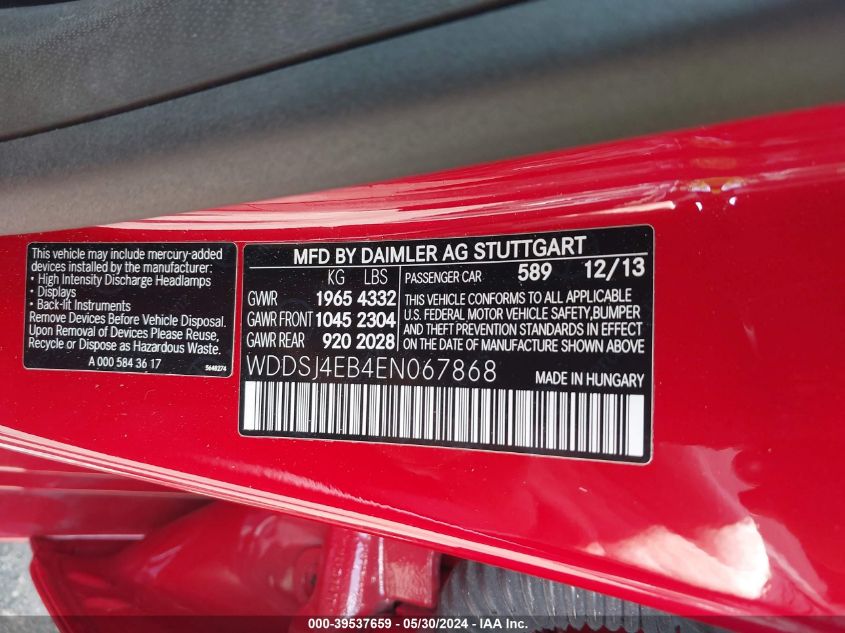 This vehicle may include mercury-added
devices installed by the manufacturer:
• High Intensity Discharge Headlamps
• Displays
• Back-lit Instruments
Remove Devices Before Vehicle Disposal.
Upon Removal of Devices Please Reuse,
Recycle or Dispose as Hazardous Waste.
A 000 584 36 17
5648274
MFD BY DAIMLER AG STUTTGART
KG LBS
GVWR 1965 4332
GAWR FRONT 1045 2304
GAWR REAR 920 2028
PASSENGER CAR 589 12/13
THIS VEHICLE CONFORMS TO ALL APPLICABLE
U.S. FEDERAL MOTOR VEHICLE SAFETY,BUMPER
AND THEFT PREVENTION STANDARDS IN EFFECT
ON THE DATE OF MANUFACTURE SHOWN ABOVE
WDDSJ4EB4EN067868
MADE IN HUNGARY
000-39537659 - 05/30/2024 - IAA Inc.